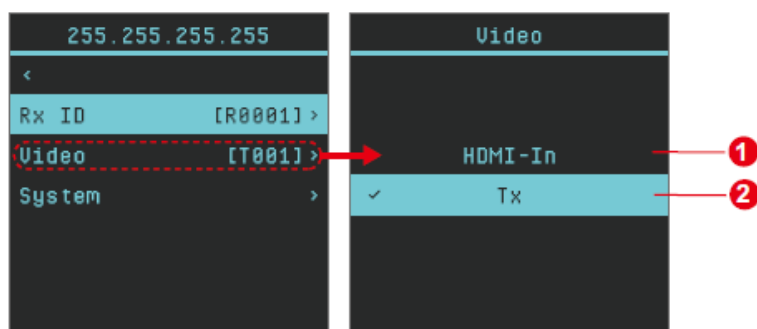 255.255.255.255
<
Rx ID [R0001] >
Video [T001] >
System >
Video
HDMI-In
✓ Tx
1
2